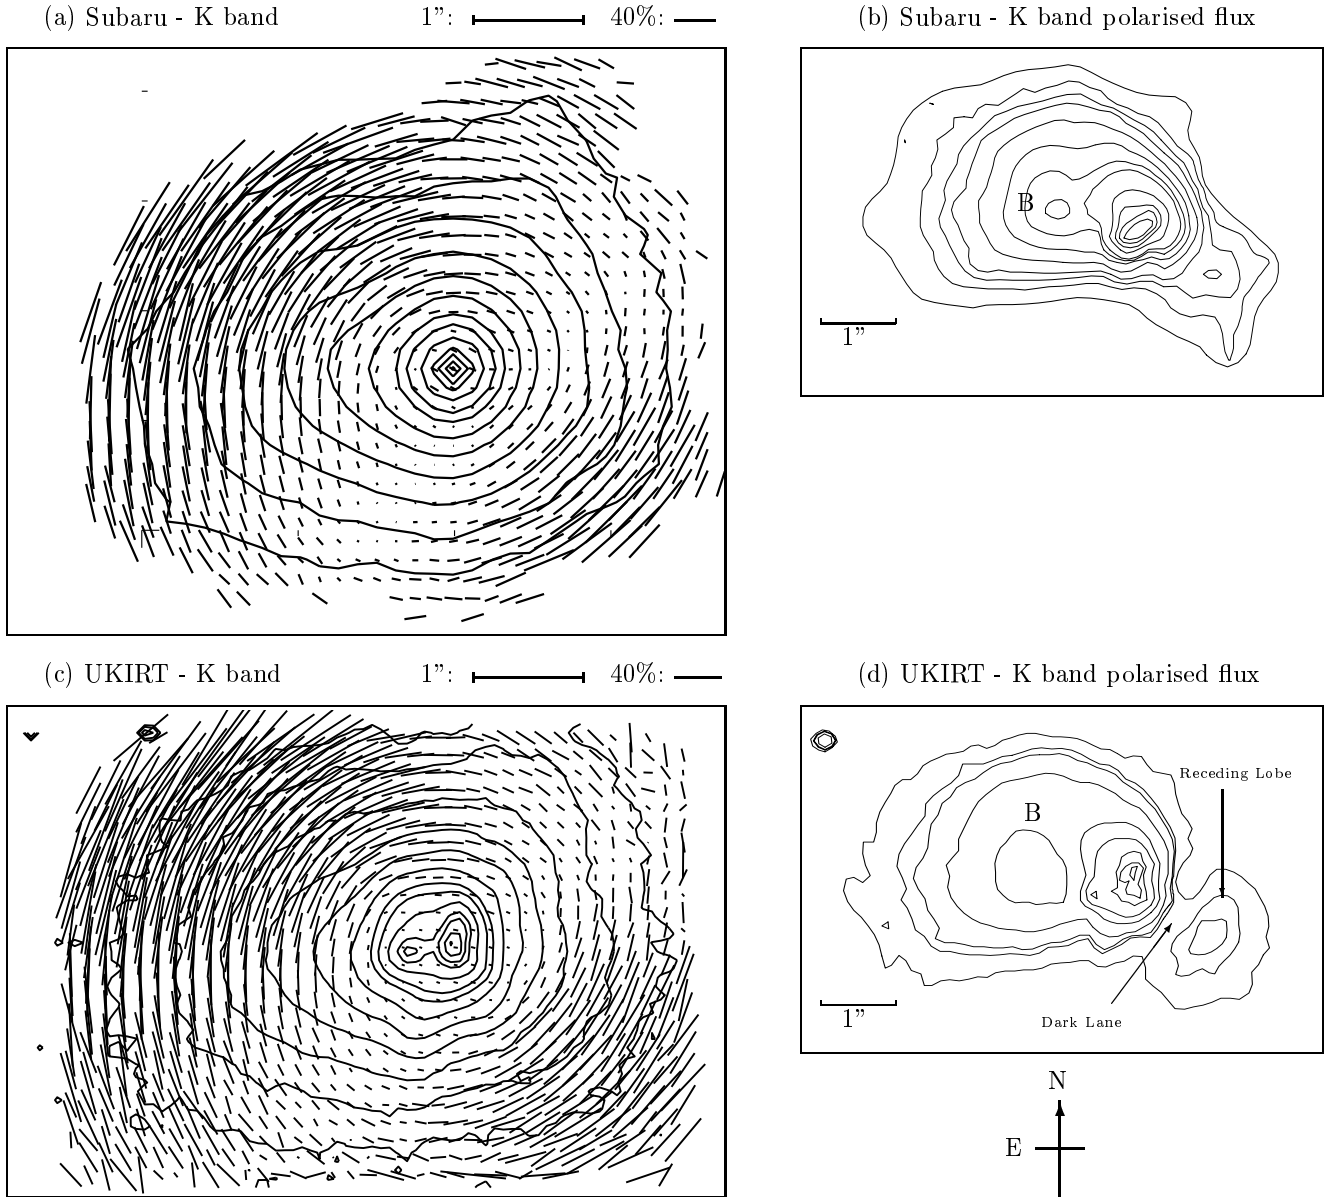 (a) Subaru - K band 1”: 40%:
(b) Subaru - K band polarised flux
B
1”
(c) UKIRT - K band 1”: 40%:
(d) UKIRT - K band polarised flux
Receding Lobe
B
1”
Dark Lane
N
E